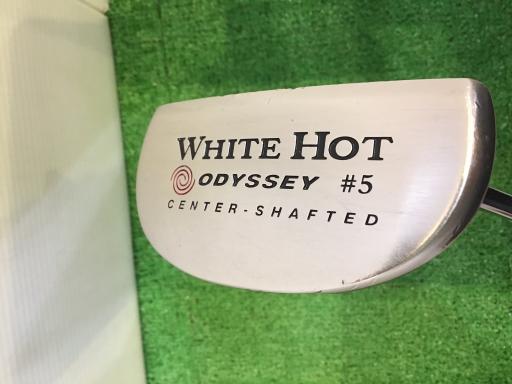 WHITE HOT
ODYSSEY #5
CENTER-SHAFTED